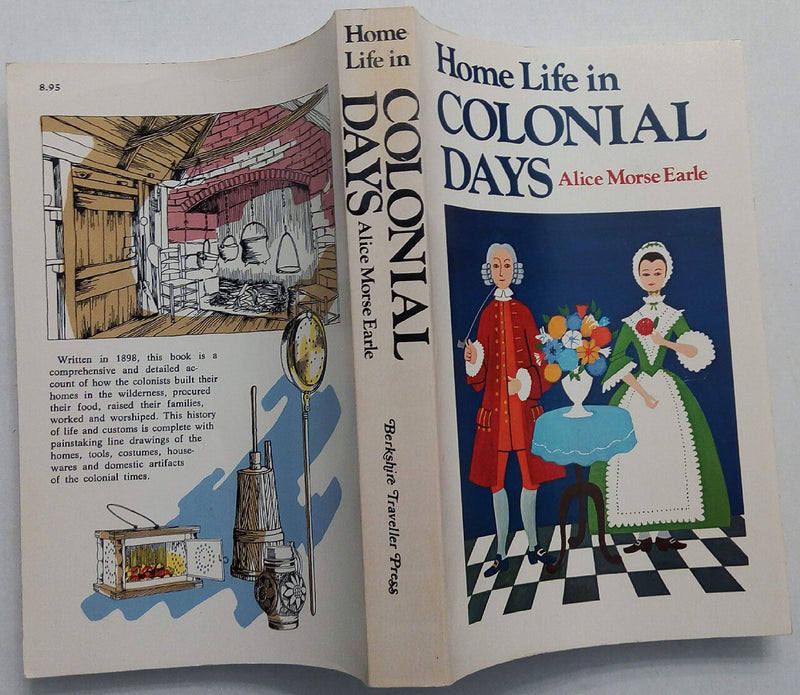 8.95
Written in 1898, this book is a
comprehensive and detailed ac-
count of how the colonists built their
homes in the wilderness, procured
their food, raised their families,
worked and worshiped. This history
of life and customs is complete with
painstaking line drawings of the
homes, tools, costumes, house-
wares and domestic artifacts
of the colonial times.
Home
Life in
COLONIAL
DAYS
Alice Morse Earle
Berkshire Traveller Press
Home Life in
COLONIAL
DAYS Alice Morse Earle